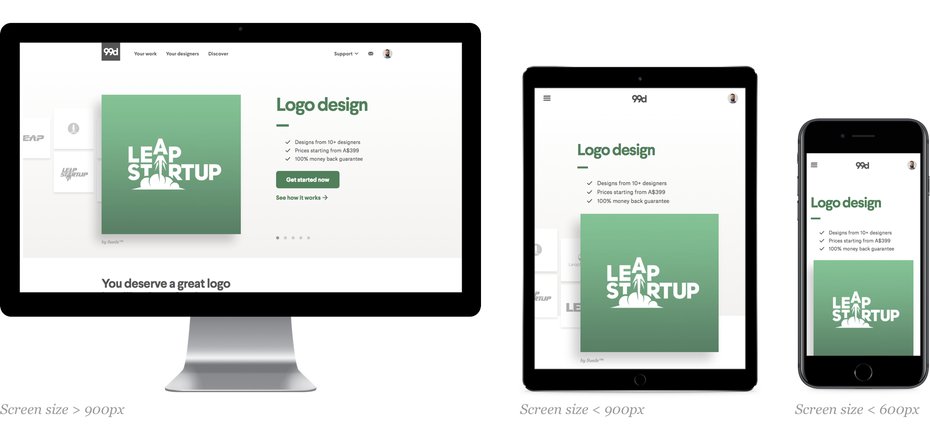 99d
Your work
Your designers
Discover
Support
Logo design
Designs from 10+ designers
Prices starting from A$399
100% money back guarantee
Get started now
See how it works →
LEAP
STARTUP
EAP
LEAP
STARTUP
You deserve a great logo
Screen size > 900px
99d
Logo design
Designs from 10+ designers
Prices starting from A$399
100% money back guarantee
LEAP
STARTUP
Screen size < 900px
99d
Logo design
Designs from 10+ designers
Prices starting from A$399
100% money back guarantee
LEAP
STARTUP
Screen size < 600px